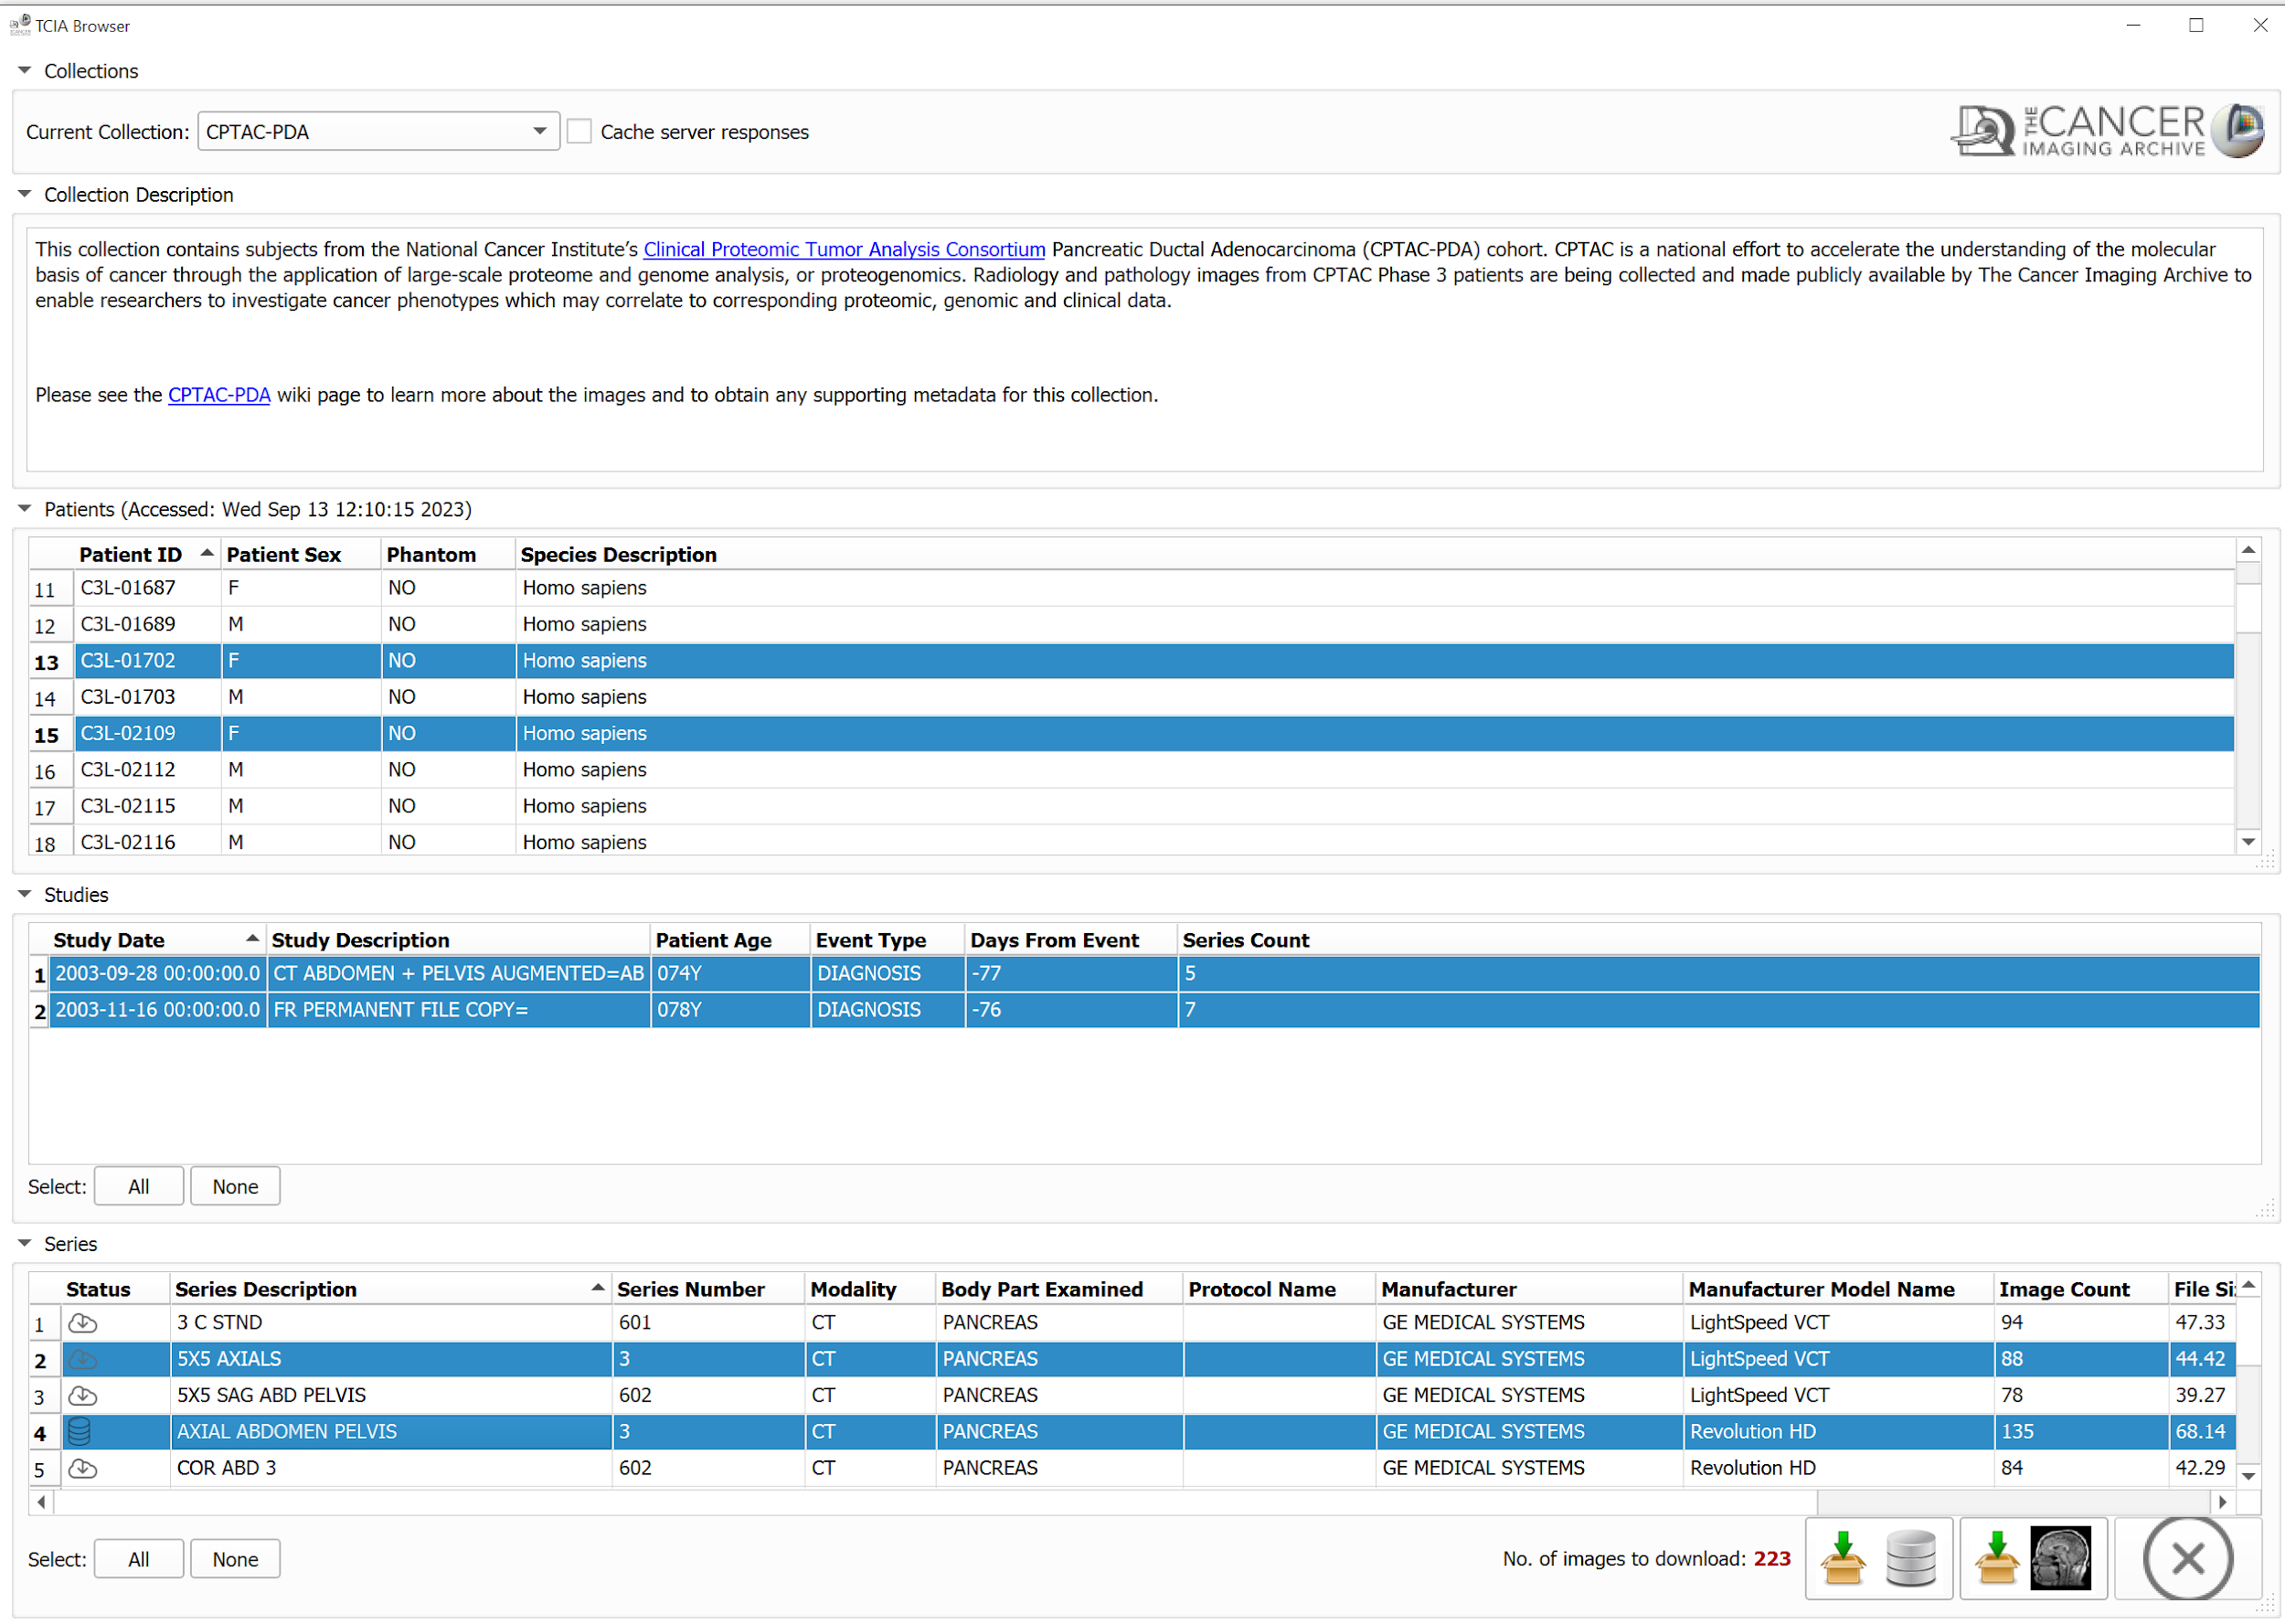 TCIA Browser
Collections
Current Collection: CPTAC-PDA Cache server responses
THE CANCER IMAGING ARCHIVE
Collection Description
This collection contains subjects from the National Cancer Institute's Clinical Proteomic Tumor Analysis Consortium Pancreatic Ductal Adenocarcinoma (CPTAC-PDA) cohort. CPTAC is a national effort to accelerate the understanding of the molecular
basis of cancer through the application of large-scale proteome and genome analysis, or proteogenomics. Radiology and pathology images from CPTAC Phase 3 patients are being collected and made publicly available by The Cancer Imaging Archive to
enable researchers to investigate cancer phenotypes which may correlate to corresponding proteomic, genomic and clinical data.
Please see the CPTAC-PDA wiki page to learn more about the images and to obtain any supporting metadata for this collection.
Patients (Accessed: Wed Sep 13 12:10:15 2023)
Patient ID Patient Sex Phantom Species Description
11 C3L-01687 F NO Homo sapiens
12 C3L-01689 M NO Homo sapiens
13 C3L-01702 F NO Homo sapiens
14 C3L-01703 M NO Homo sapiens
15 C3L-02109 F NO Homo sapiens
16 C3L-02112 M NO Homo sapiens
17 C3L-02115 M NO Homo sapiens
18 C3L-02116 M NO Homo sapiens
Studies
Study Date Study Description Patient Age Event Type Days From Event Series Count
1 2003-09-28 00:00:00.0 CT ABDOMEN + PELVIS AUGMENTED=AB 074Y DIAGNOSIS -77 5
2 2003-11-16 00:00:00.0 FR PERMANENT FILE COPY= 078Y DIAGNOSIS -76 7
Select: All None
Series
Status Series Description Series Number Modality Body Part Examined Protocol Name Manufacturer Manufacturer Model Name Image Count File Si
1 3 C STND 601 CT PANCREAS GE MEDICAL SYSTEMS LightSpeed VCT 94 47.33
2 5X5 AXIALS 3 CT PANCREAS GE MEDICAL SYSTEMS LightSpeed VCT 88 44.42
3 5X5 SAG ABD PELVIS 602 CT PANCREAS GE MEDICAL SYSTEMS LightSpeed VCT 78 39.27
4 AXIAL ABDOMEN PELVIS 3 CT PANCREAS GE MEDICAL SYSTEMS Revolution HD 135 68.14
5 COR ABD 3 602 CT PANCREAS GE MEDICAL SYSTEMS Revolution HD 84 42.29
Select: All None No. of images to download: 223